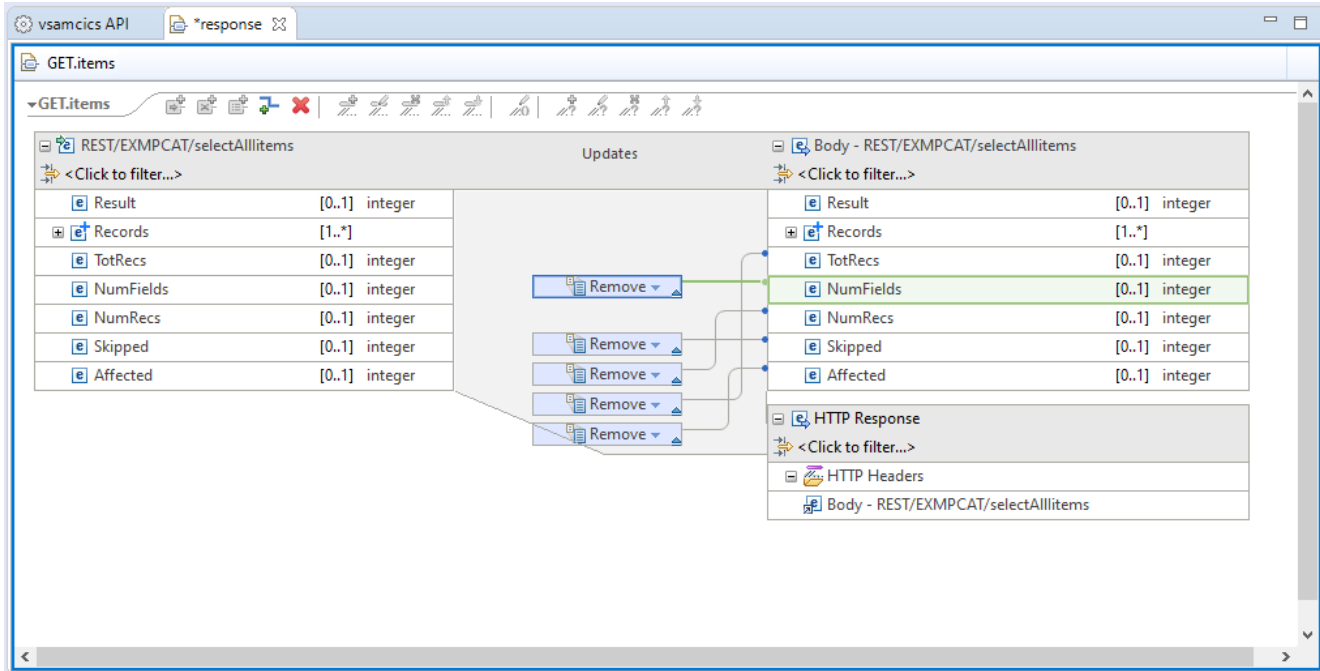 vsamcics API *response
GET.items
GET.items
REST/EXMPCAT/selectAllItems
<Click to filter...>
Result [0..1] integer
Records [1..*]
TotRecs [0..1] integer
NumFields [0..1] integer
NumRecs [0..1] integer
Skipped [0..1] integer
Affected [0..1] integer
Updates
Remove
Remove
Remove
Remove
Remove
Body - REST/EXMPCAT/selectAllItems
<Click to filter...>
Result [0..1] integer
Records [1..*]
TotRecs [0..1] integer
NumFields [0..1] integer
NumRecs [0..1] integer
Skipped [0..1] integer
Affected [0..1] integer
HTTP Response
<Click to filter...>
HTTP Headers
Body - REST/EXMPCAT/selectAllItems